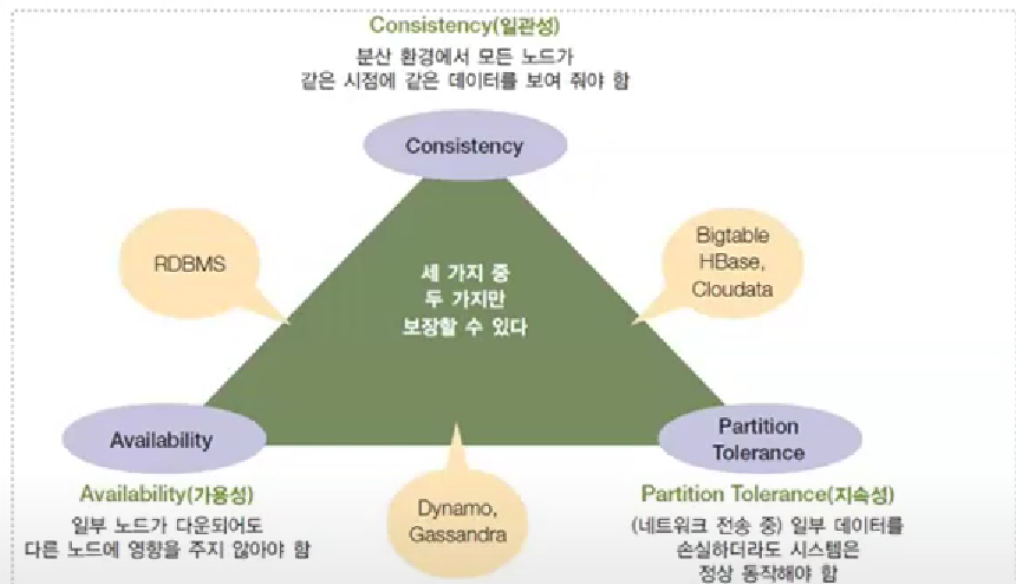 Consistency(일관성)
분산 환경에서 모든 노드가
같은 시점에 같은 데이터를 보여 줘야 함
Consistency
RDBMS
세 가지 중
두 가지만
보장할 수 있다
Bigtable
HBase,
Cloudata
Availability
Partition
Tolerance
Availability(가용성)
일부 노드가 다운되어도
다른 노드에 영향을 주지 않아야 함
Dynamo,
Gassandra
Partition Tolerance(지속성)
(네트워크 전송 중) 일부 데이터를
손실하더라도 시스템은
정상 동작해야 함